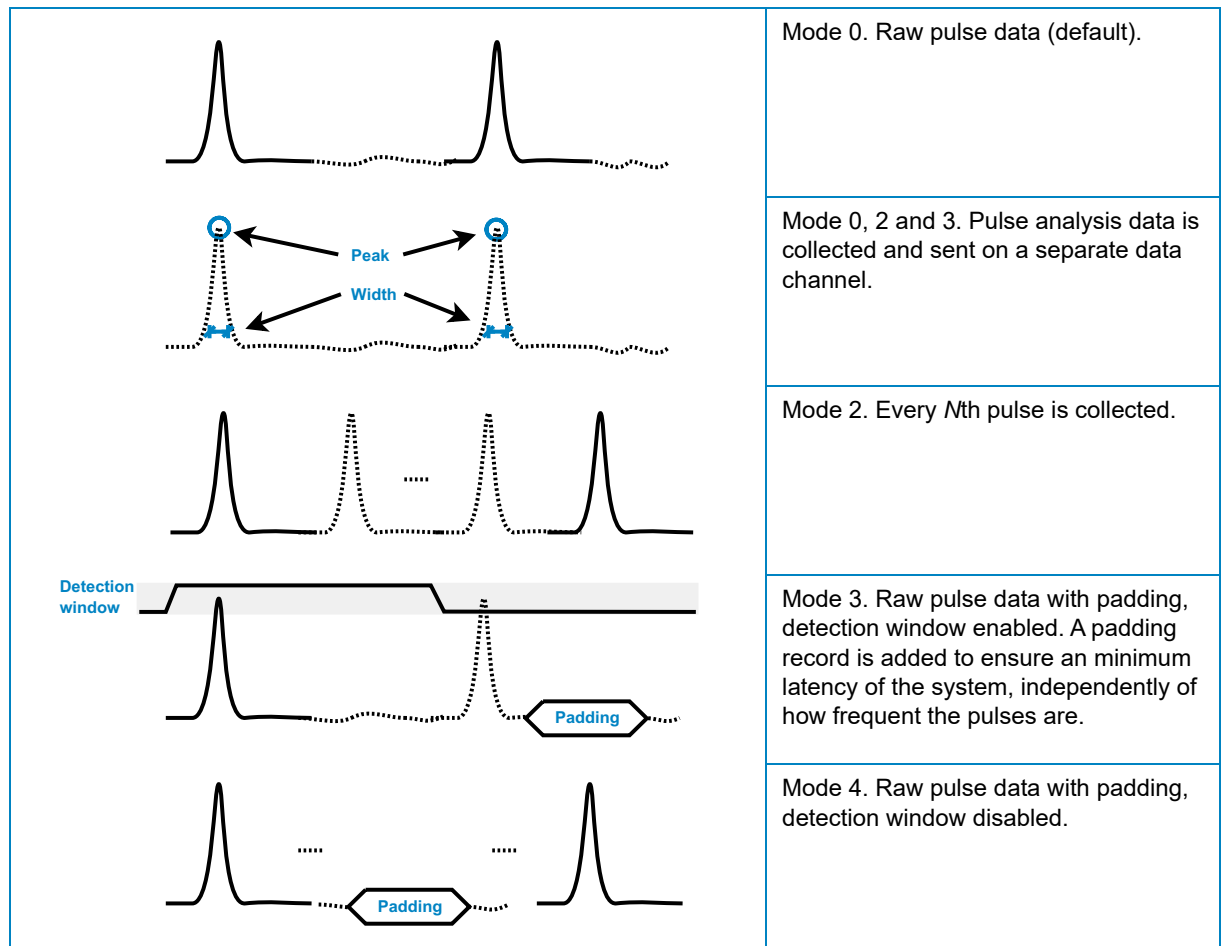 Mode 0. Raw pulse data (default).
Peak
Width
Mode 0, 2 and 3. Pulse analysis data is
collected and sent on a separate data
channel.
Mode 2. Every Nth pulse is collected.
Detection
window
Padding
Mode 3. Raw pulse data with padding,
detection window enabled. A padding
record is added to ensure an minimum
latency of the system, independently of
how frequent the pulses are.
Padding
Mode 4. Raw pulse data with padding,
detection window disabled.